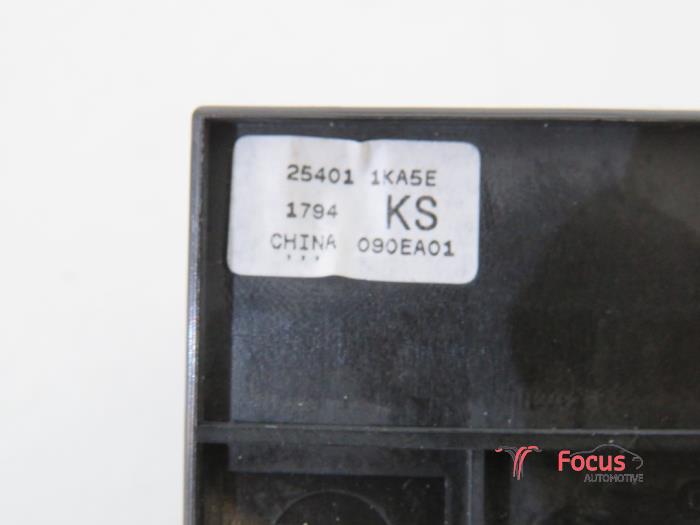 25401 1KA5E
1794 KS
CHINA 090EA01
Focus
AUTOMOTIVE